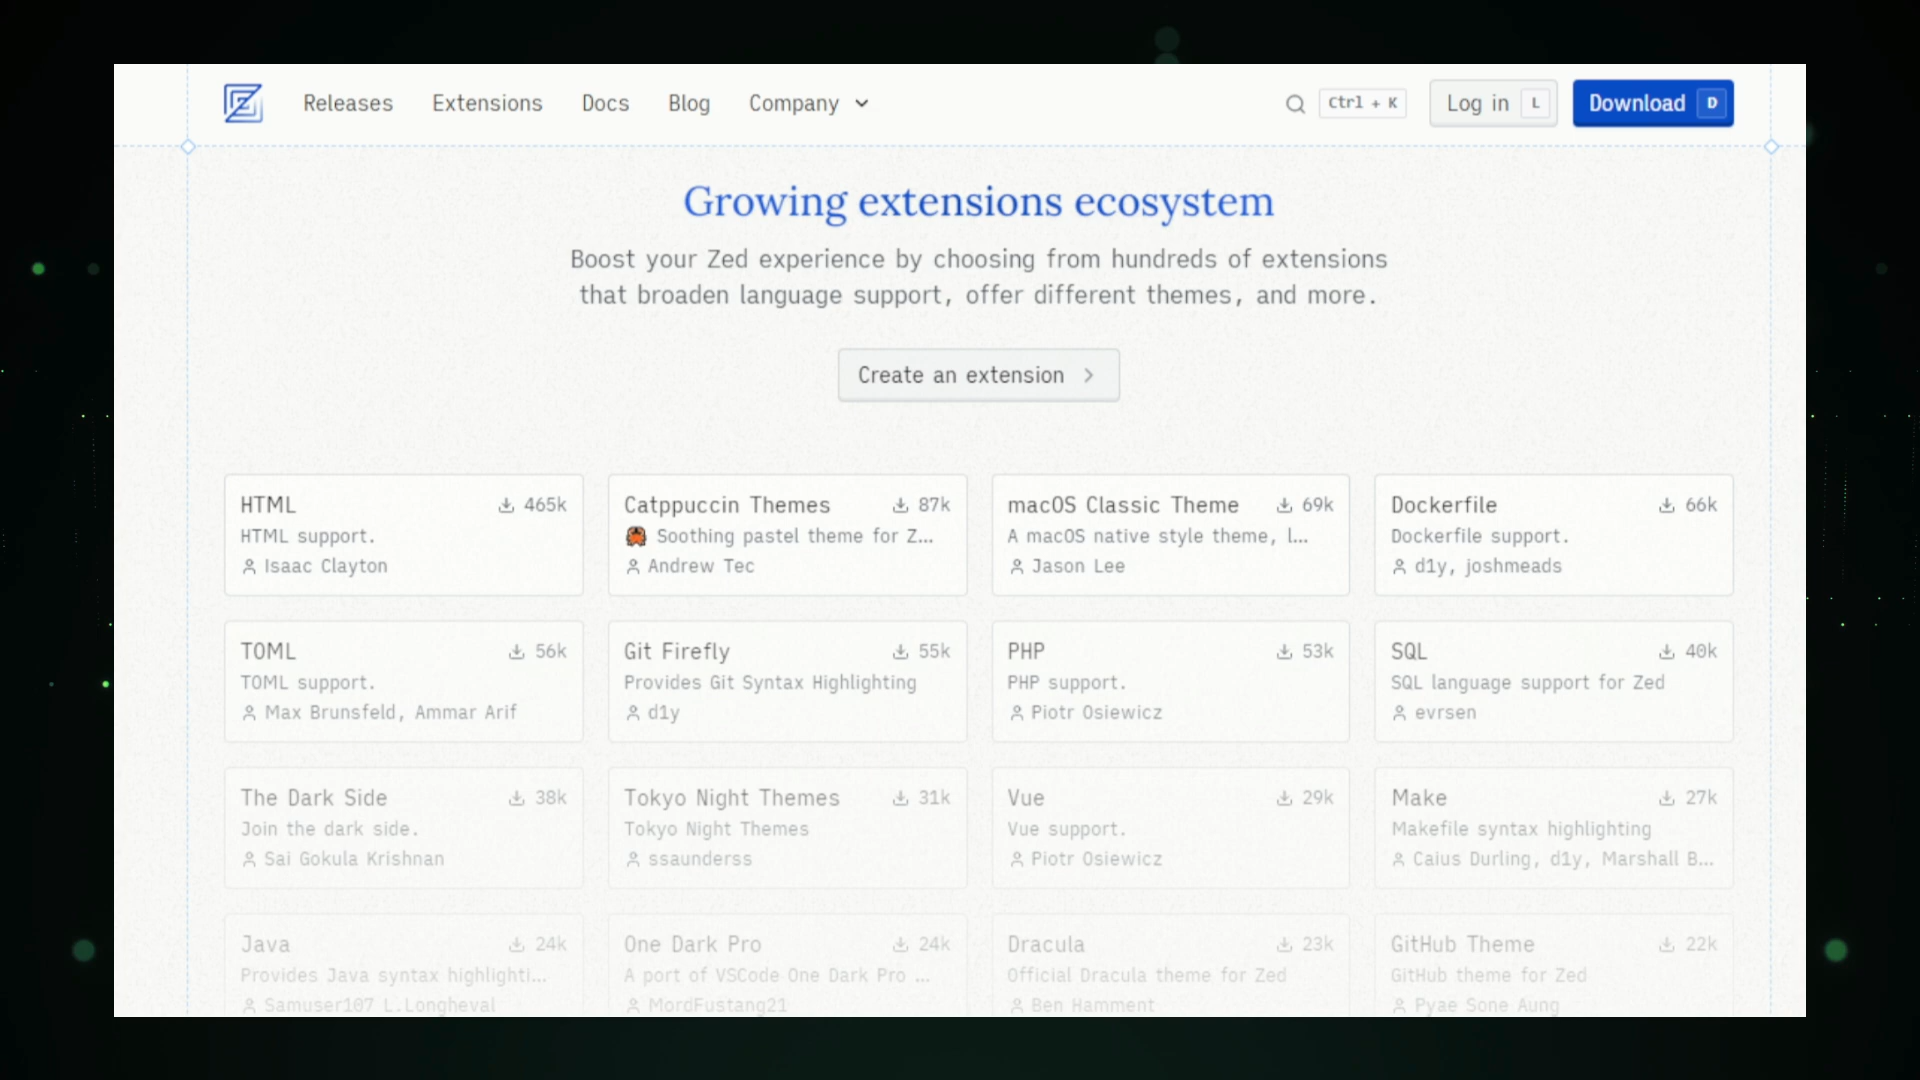 Releases Extensions Docs Blog Company Ctrl + K Log in L Download D
Growing extensions ecosystem
Boost your Zed experience by choosing from hundreds of extensions
that broaden language support, offer different themes, and more.
Create an extension
HTML 465k
HTML support.
Isaac Clayton
Catppuccin Themes 87k
Soothing pastel theme for Z...
Andrew Tec
macOS Classic Theme 69k
A macOS native style theme, l...
Jason Lee
Dockerfile 66k
Dockerfile support.
d1y, joshmeads
TOML 56k
TOML support.
Max Brunsfeld, Ammar Arif
Git Firefly 55k
Provides Git Syntax Highlighting
d1y
PHP 53k
PHP support.
Piotr Osiewicz
SQL 40k
SQL language support for Zed
evrsen
The Dark Side 38k
Join the dark side.
Sai Gokula Krishnan
Tokyo Night Themes 31k
Tokyo Night Themes
ssaunderss
Vue 29k
Vue support.
Piotr Osiewicz
Make 27k
Makefile syntax highlighting
Caius Durling, d1y, Marshall B...
Java 24k
Provides Java syntax highlighti...
Samuser107 L.Longheval
One Dark Pro 24k
A port of VSCode One Dark Pro ...
MordFustang21
Dracula 23k
Official Dracula theme for Zed
Ben Hamment
GitHub Theme 22k
GitHub theme for Zed
Pyae Sone Aung